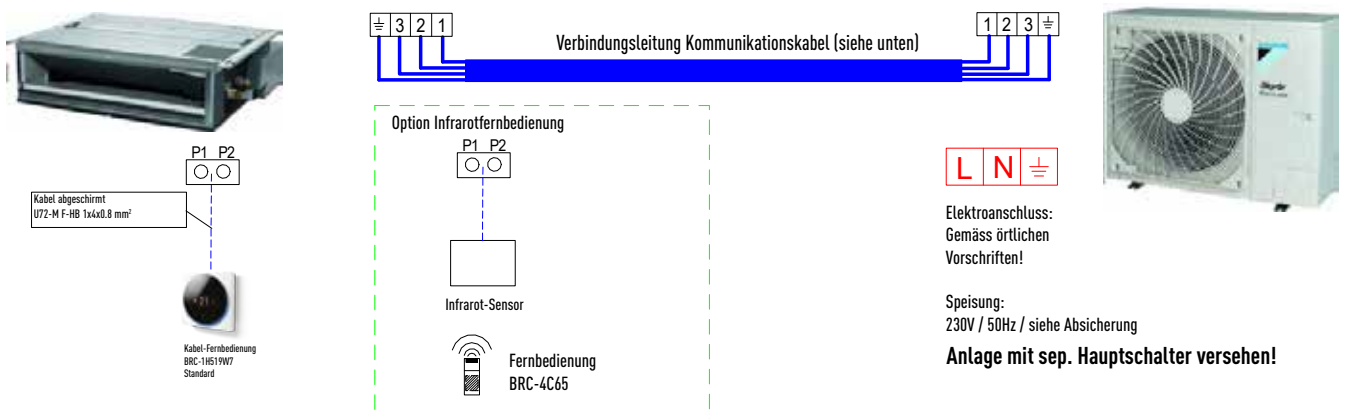 ⏚ 3 2 1
Verbindungsleitung Kommunikationskabel (siehe unten)
1 2 3 ⏚
Option Infrarotfernbedienung
P1 P2
P1 P2
Kabel abgeschirmt
U72-M F-HB 1x4x0.8 mm²
L N ⏚
Elektroanschluss:
Gemäss örtlichen
Vorschriften!
Infrarot-Sensor
Speisung:
230V / 50Hz / siehe Absicherung
Anlage mit sep. Hauptschalter versehen!
Kabel-Fernbedienung
BRC-1H519W7
Standard
Fernbedienung
BRC-4C65